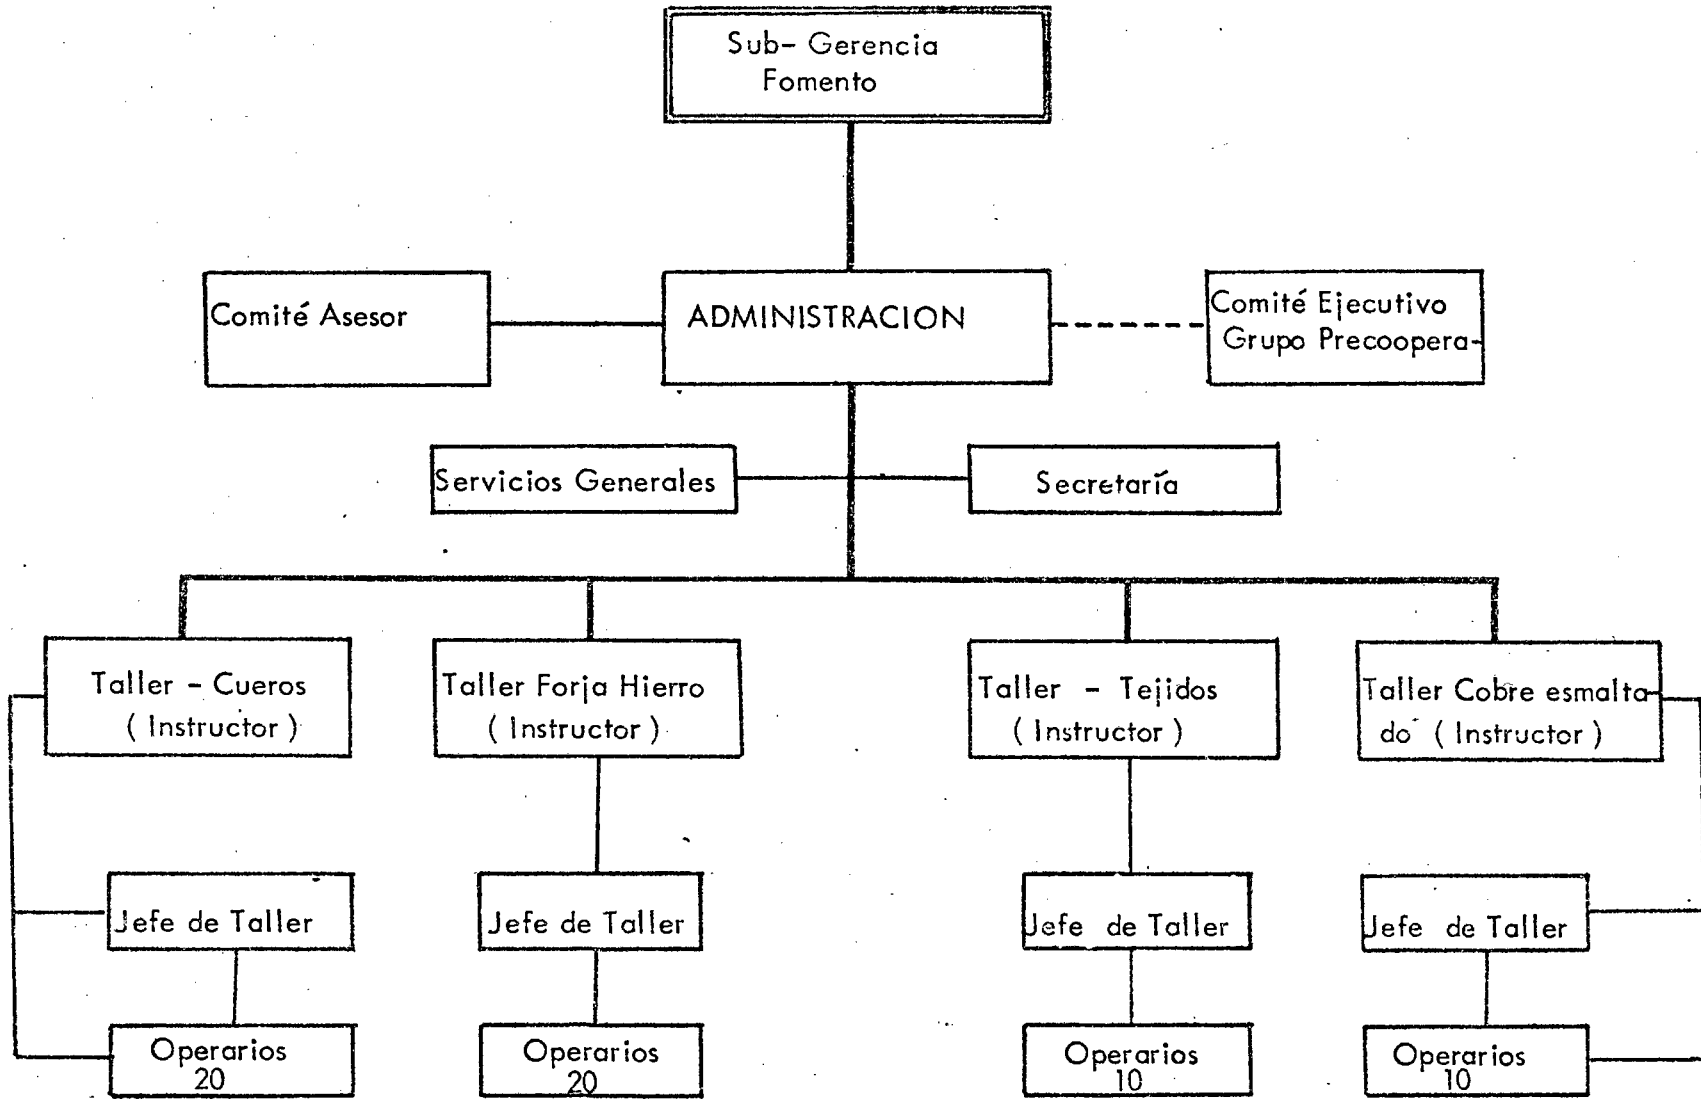 Sub- Gerencia
Fomento
Comité Asesor
ADMINISTRACION
Comité Ejecutivo
Grupo Precoopera-
Servicios Generales
Secretaría
Taller - Cueros
( Instructor )
Taller Forja Hierro
( Instructor )
Taller - Tejidos
( Instructor )
Taller Cobre esmalta-
do ( Instructor )
Jefe de Taller
Jefe de Taller
Jefe de Taller
Jefe de Taller
Operarios
20
Operarios
20
Operarios
10
Operarios
10